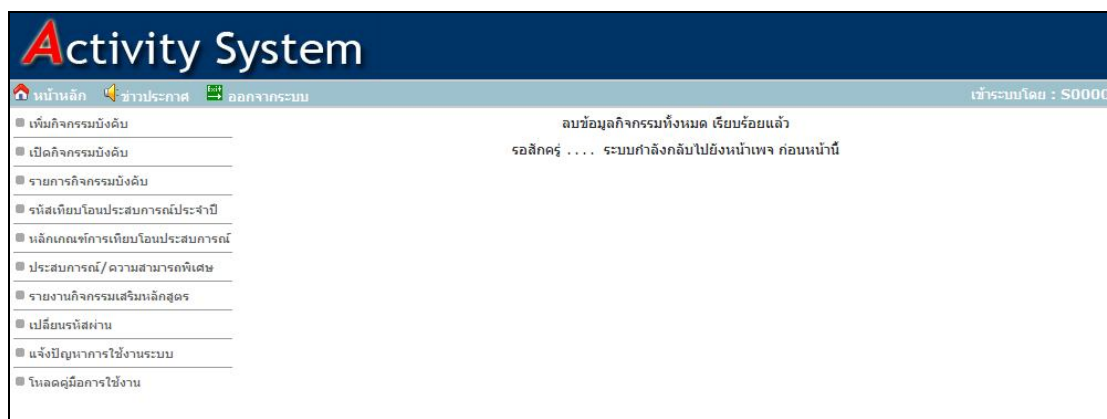 Activity System
หน้าหลัก ข่าวประกาศ ออกจากระบบ เข้าระบบโดย : S0000
เพิ่มกิจกรรมบังคับ
ลบข้อมูลกิจกรรมทั้งหมด เรียบร้อยแล้ว
เปิดกิจกรรมบังคับ
รอสักครู่ .... ระบบกำลังกลับไปยังหน้าเพจ ก่อนหน้านี้
รายการกิจกรรมบังคับ
รหัสเทียบโอนประสบการณ์ประจำปี
หลักเกณฑ์การเทียบโอนประสบการณ์
ประสบการณ์/ความสามารถพิเศษ
รายงานกิจกรรมเสริมหลักสูตร
เปลี่ยนรหัสผ่าน
แจ้งปัญหาการใช้งานระบบ
โหลดคู่มือการใช้งาน